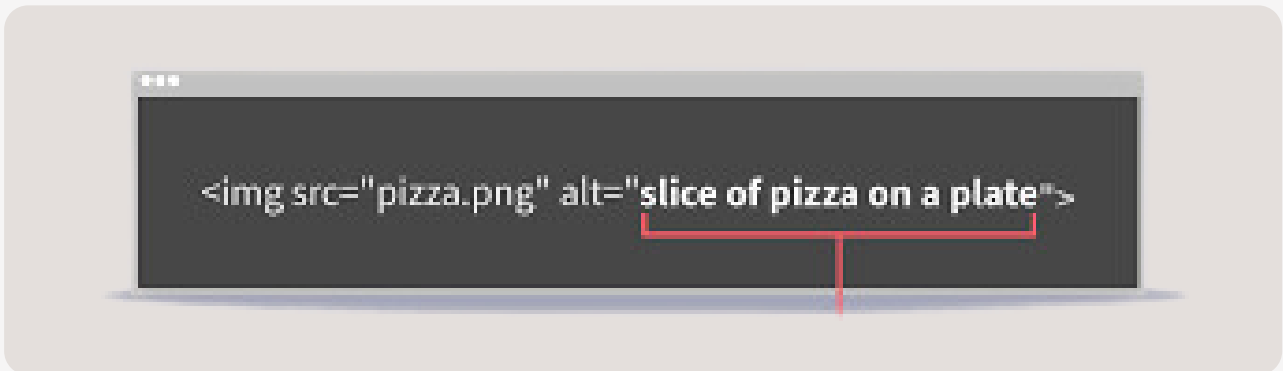 <img src="pizza.png" alt="slice of pizza on a plate">